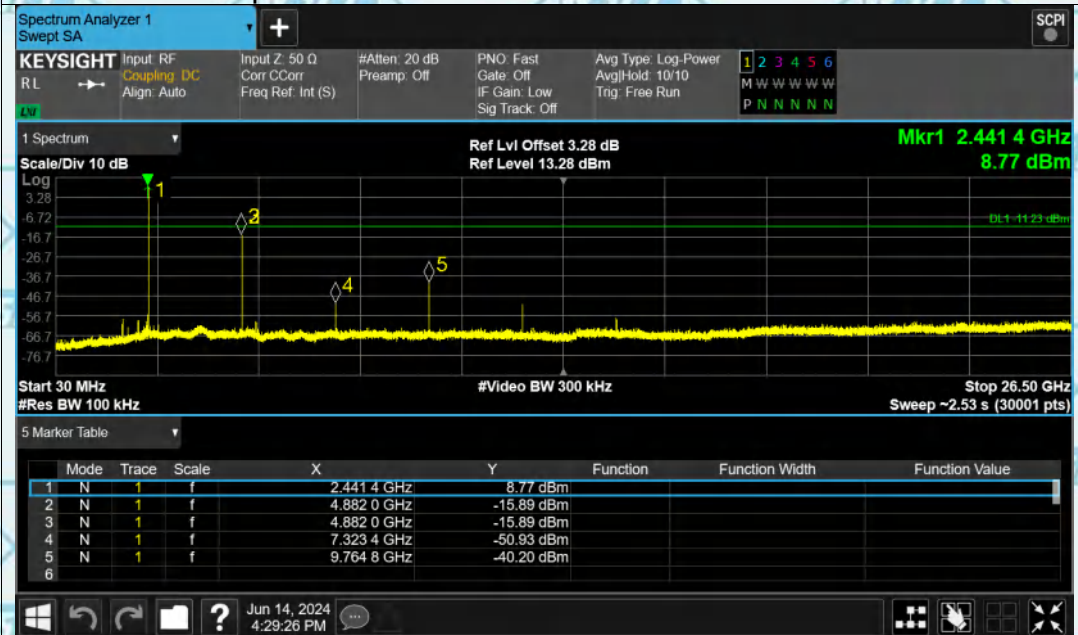 Spectrum Analyzer 1
Swept SA
+
SCPI
KEYSIGHT
R L
LNI
Input: RF
Coupling: DC
Align: Auto
Input Z: 50 Ω
Corr CCorr
Freq Ref: Int (S)
#Atten: 20 dB
Preamp: Off
PNO: Fast
Gate: Off
IF Gain: Low
Sig Track: Off
Avg Type: Log-Power
Avg|Hold: 10/10
Trig: Free Run
1 2 3 4 5 6
M W W W W W
P N N N N N
1 Spectrum
Scale/Div 10 dB
Log
Ref Lvl Offset 3.28 dB
Ref Level 13.28 dBm
Mkr1 2.441 4 GHz
8.77 dBm
3.28
-6.72
-16.7
-26.7
-36.7
-46.7
-56.7
-66.7
-76.7
1
4
5
DL1 -11.23 dBm
Start 30 MHz
#Res BW 100 kHz
#Video BW 300 kHz
Stop 26.50 GHz
Sweep ~2.53 s (30001 pts)
5 Marker Table
Mode Trace Scale X Y Function Function Width Function Value
1 N 1 f 2.441 4 GHz 8.77 dBm
2 N 1 f 4.882 0 GHz -15.89 dBm
3 N 1 f 4.882 0 GHz -15.89 dBm
4 N 1 f 7.323 4 GHz -50.93 dBm
5 N 1 f 9.764 8 GHz -40.20 dBm
6
?
Jun 14, 2024
4:29:26 PM